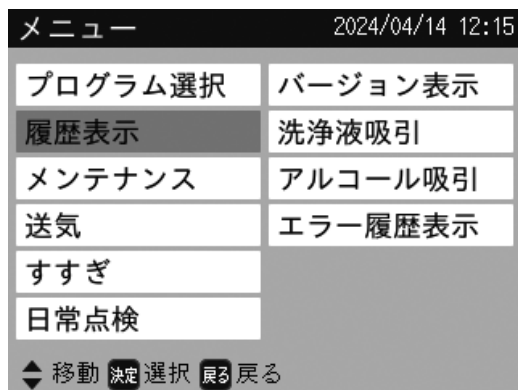 メニュー 2024/04/14 12:15
プログラム選択
履歴表示
メンテナンス
送気
すすぎ
日常点検
バージョン表示
洗浄液吸引
アルコール吸引
エラー履歴表示
移動 決定 選択 戻る 戻る